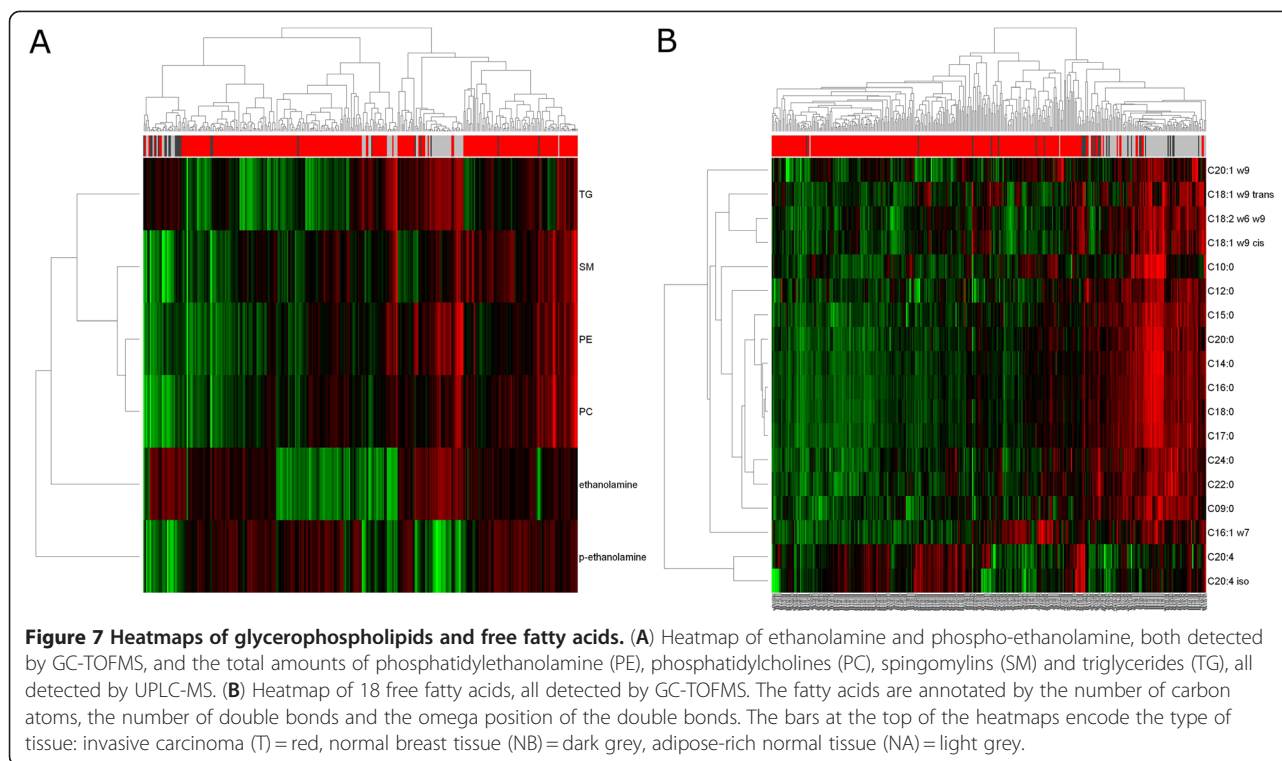 A
B
TG
SM
PE
PC
ethanolamine
p-ethanolamine
C20:1 w9
C18:1 w9 trans
C18:2 w6 w9
C18:1 w9 cis
C10:0
C12:0
C15:0
C20:0
C14:0
C16:0
C18:0
C17:0
C24:0
C22:0
C09:0
C16:1 w7
C20:4
C20:4 iso
Figure 7 Heatmaps of glycerophospholipids and free fatty acids. (A) Heatmap of ethanolamine and phospho-ethanolamine, both detected
by GC-TOFMS, and the total amounts of phosphatidylethanolamine (PE), phosphatidylcholines (PC), spingomylins (SM) and triglycerides (TG), all
detected by UPLC-MS. (B) Heatmap of 18 free fatty acids, all detected by GC-TOFMS. The fatty acids are annotated by the number of carbon
atoms, the number of double bonds and the omega position of the double bonds. The bars at the top of the heatmaps encode the type of
tissue: invasive carcinoma (T) = red, normal breast tissue (NB) = dark grey, adipose-rich normal tissue (NA) = light grey.